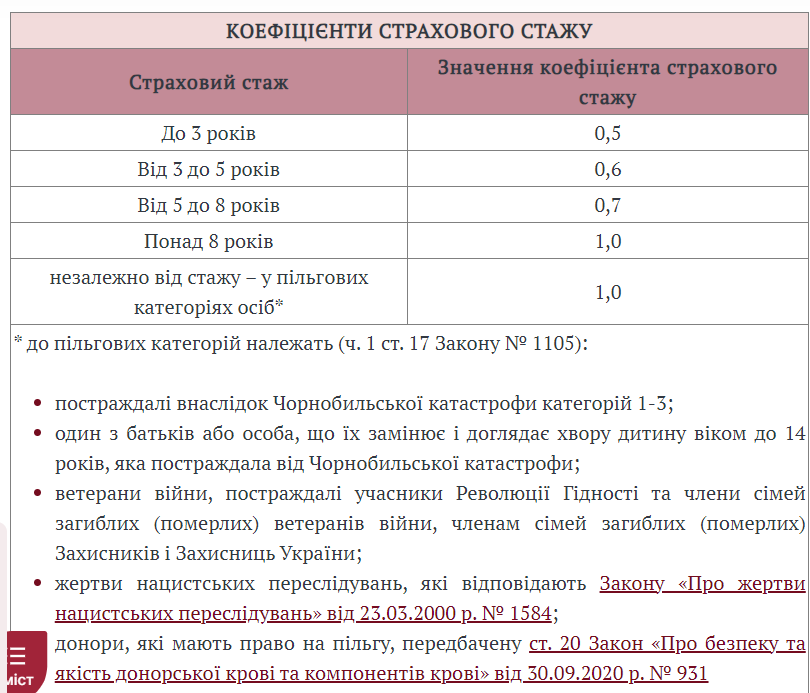 КОЕФІЦІЄНТИ СТРАХОВОГО СТАЖУ
Страховий стаж
Значення коефіцієнта страхового
стажу
До 3 років
0,5
Від 3 до 5 років
0,6
Від 5 до 8 років
0,7
Понад 8 років
1,0
незалежно від стажу – у пільгових
категоріях осіб*
1,0
* до пільгових категорій належать (ч. 1 ст. 17 Закону № 1105):
• постраждалі внаслідок Чорнобильської катастрофи категорій 1-3;
• один з батьків або особа, що їх замінює і доглядає хвору дитину віком до 14
років, яка постраждала від Чорнобильської катастрофи;
• ветерани війни, постраждалі учасники Революції Гідності та члени сімей
загиблих (померлих) ветеранів війни, членам сімей загиблих (померлих)
Захисників і Захисниць України;
• жертви нацистських переслідувань, які відповідають Закону «Про жертви
нацистських переслідувань» від 23.03.2000 р. № 1584;
донори, які мають право на пільгу, передбачену ст. 20 Закон «Про безпеку та
якість донорської крові та компонентів крові» від 30.09.2020 р. № 931
міст